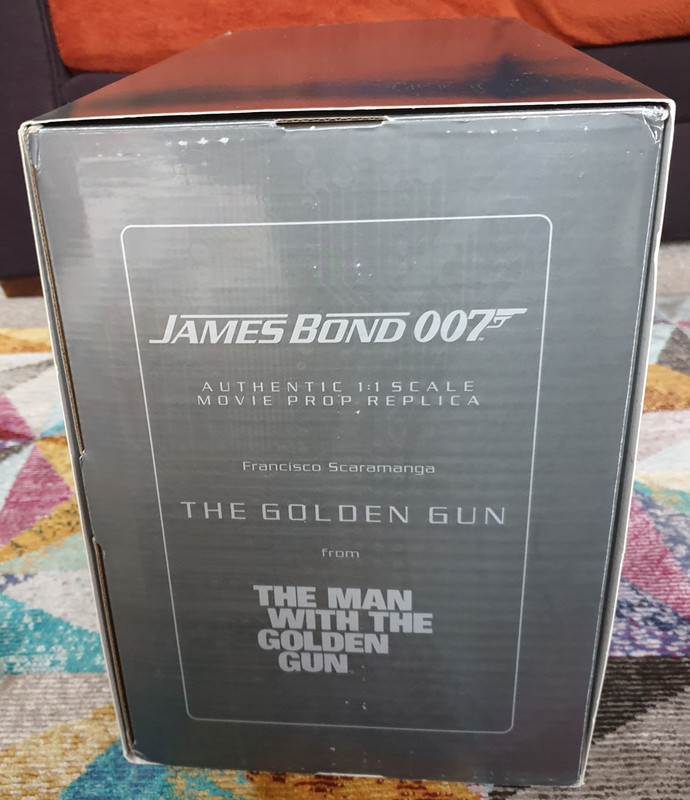 JAMES BOND 007
AUTHENTIC 1:1 SCALE
MOVIE PROP REPLICA
Francisco Scaramanga
THE GOLDEN GUN
from
THE MAN
WITH THE
GOLDEN
GUN